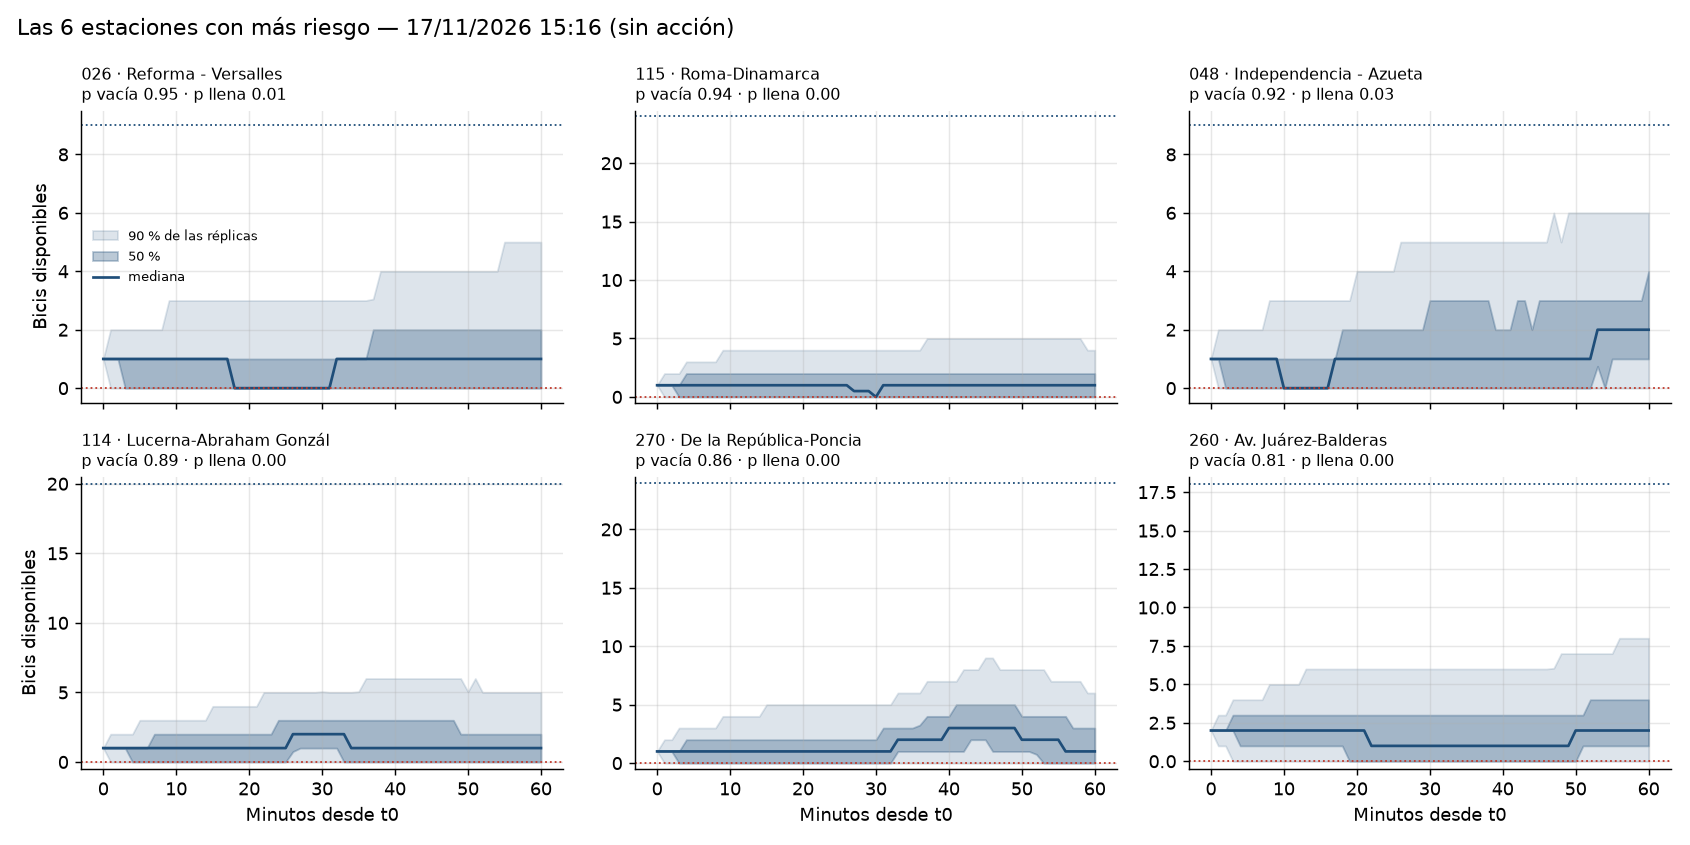 Las 6 estaciones con más riesgo — 17/11/2026 15:16 (sin acción)
026 · Reforma - Versalles
p vacía 0.95 · p llena 0.01
8
6
4
2
0
Bicis disponibles
90 % de las réplicas
50 %
mediana
115 · Roma-Dinamarca
p vacía 0.94 · p llena 0.00
20
15
10
5
0
048 · Independencia - Azueta
p vacía 0.92 · p llena 0.03
8
6
4
2
0
114 · Lucerna-Abraham Gonzál
p vacía 0.89 · p llena 0.00
20
15
10
5
0
Bicis disponibles
0 10 20 30 40 50 60
Minutos desde t0
270 · De la República-Poncia
p vacía 0.86 · p llena 0.00
20
15
10
5
0
0 10 20 30 40 50 60
Minutos desde t0
260 · Av. Juárez-Balderas
p vacía 0.81 · p llena 0.00
17.5
15.0
12.5
10.0
7.5
5.0
2.5
0.0
0 10 20 30 40 50 60
Minutos desde t0